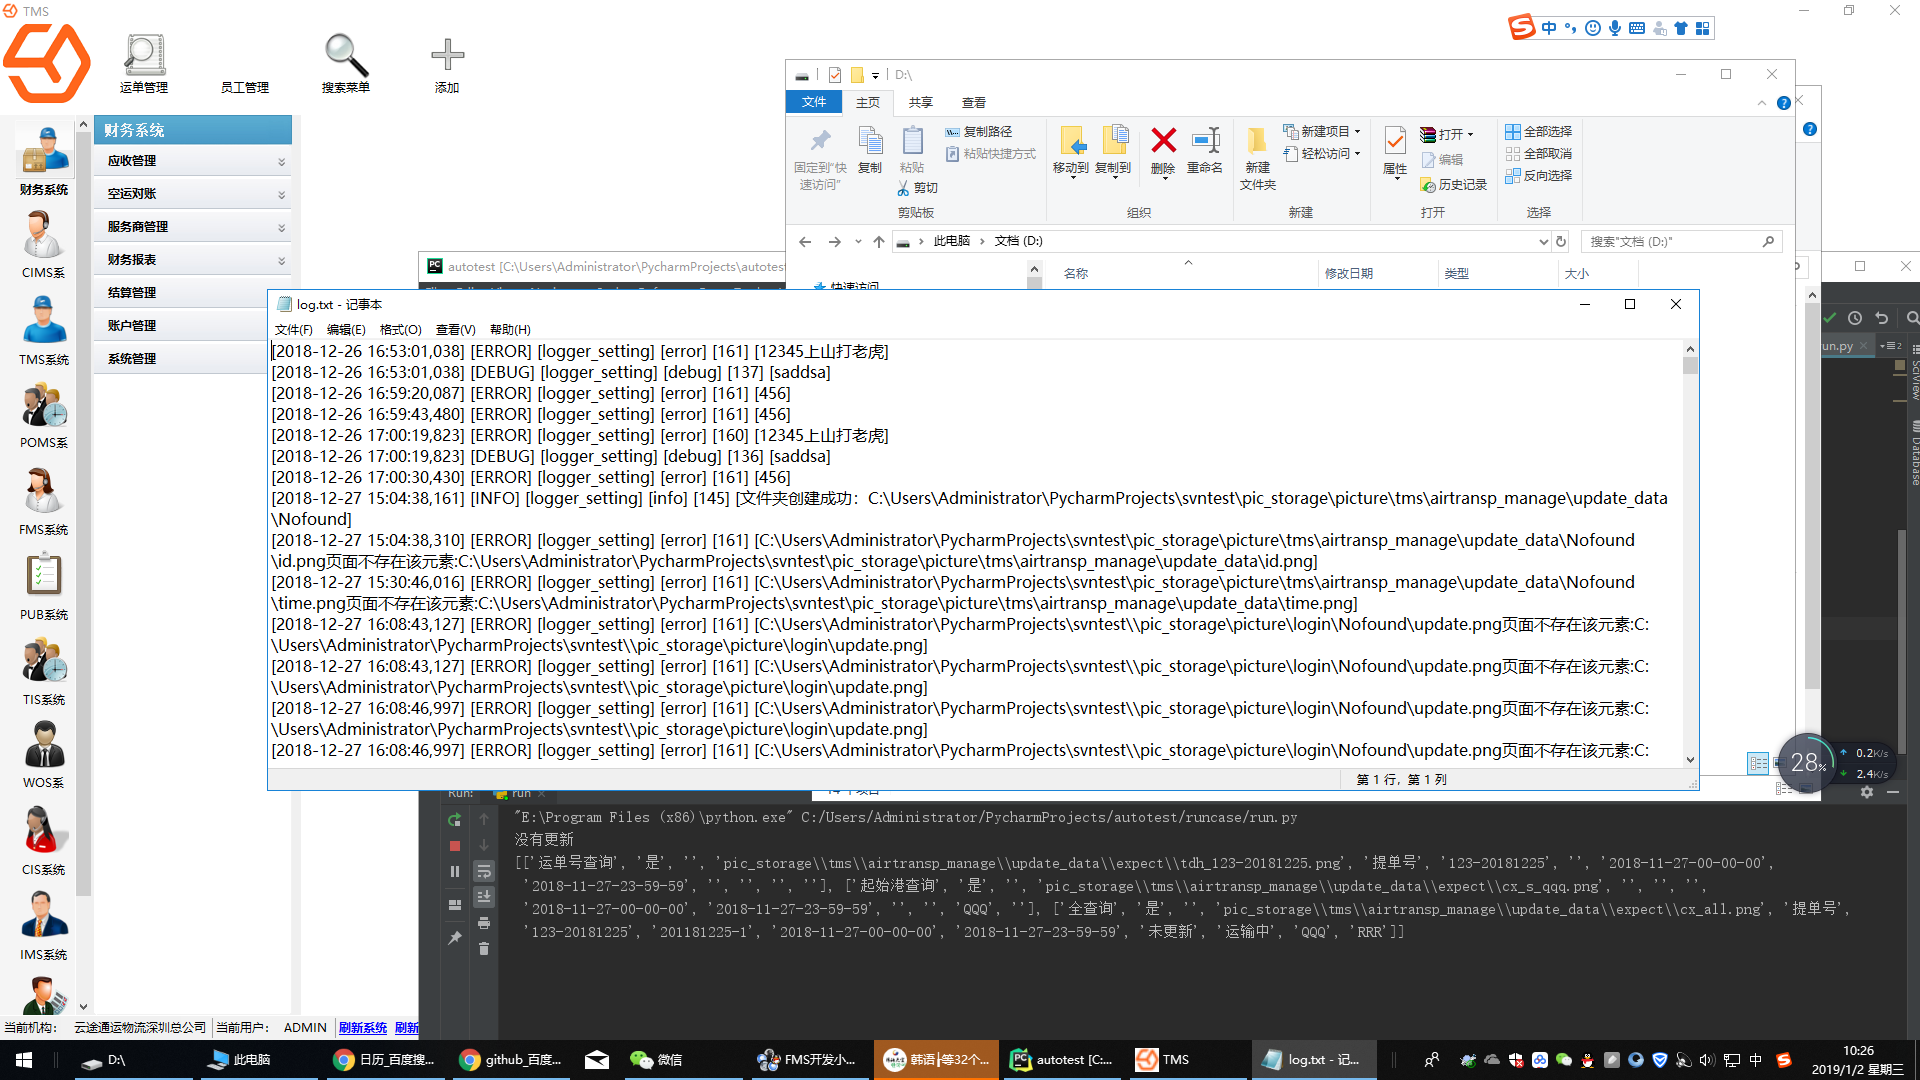 TMS
运单管理
员工管理
搜索菜单
添加
财务系统
应收管理
空运对账
服务商管理
财务报表
结算管理
账户管理
系统管理
财务系统
CIMS系
TMS系统
POMS系
FMS系统
PUB系统
TIS系统
WOS系
CIS系统
IMS系统
当前机构： 云途通运物流深圳总公司 当前用户： ADMIN 刷新系统 刷新
中
D:\
文件 主页 共享 查看
固定到"快速访问"
复制
粘贴
复制路径
粘贴快捷方式
剪切
剪贴板
移动到
复制到
删除
重命名
组织
新建
文件夹
新建项目
轻松访问
新建
属性
打开
编辑
历史记录
打开
全部选择
全部取消
反向选择
选择
此电脑 › 文档 (D:)
搜索"文档 (D:)"
名称 修改日期 类型 大小
快速访问
autotest [C:\Users\Administrator\PycharmProjects\autotest
log.txt - 记事本
文件(F) 编辑(E) 格式(O) 查看(V) 帮助(H)
[2018-12-26 16:53:01,038] [ERROR] [logger_setting] [error] [161] [12345上山打老虎]
[2018-12-26 16:53:01,038] [DEBUG] [logger_setting] [debug] [137] [saddsa]
[2018-12-26 16:59:20,087] [ERROR] [logger_setting] [error] [161] [456]
[2018-12-26 16:59:43,480] [ERROR] [logger_setting] [error] [161] [456]
[2018-12-26 17:00:19,823] [ERROR] [logger_setting] [error] [160] [12345上山打老虎]
[2018-12-26 17:00:19,823] [DEBUG] [logger_setting] [debug] [136] [saddsa]
[2018-12-26 17:00:30,430] [ERROR] [logger_setting] [error] [161] [456]
[2018-12-27 15:04:38,161] [INFO] [logger_setting] [info] [145] [文件夹创建成功：C:\Users\Administrator\PycharmProjects\svntest\pic_storage\picture\tms\airtransp_manage\update_data
\Nofound]
[2018-12-27 15:04:38,310] [ERROR] [logger_setting] [error] [161] [C:\Users\Administrator\PycharmProjects\svntest\pic_storage\picture\tms\airtransp_manage\update_data\Nofound
\id.png页面不存在该元素:C:\Users\Administrator\PycharmProjects\svntest\pic_storage\picture\tms\airtransp_manage\update_data\id.png]
[2018-12-27 15:30:46,016] [ERROR] [logger_setting] [error] [161] [C:\Users\Administrator\PycharmProjects\svntest\pic_storage\picture\tms\airtransp_manage\update_data\Nofound
\time.png页面不存在该元素:C:\Users\Administrator\PycharmProjects\svntest\pic_storage\picture\tms\airtransp_manage\update_data\time.png]
[2018-12-27 16:08:43,127] [ERROR] [logger_setting] [error] [161] [C:\Users\Administrator\PycharmProjects\svntest\\pic_storage\picture\login\Nofound\update.png页面不存在该元素:C:
\Users\Administrator\PycharmProjects\svntest\\pic_storage\picture\login\update.png]
[2018-12-27 16:08:43,127] [ERROR] [logger_setting] [error] [161] [C:\Users\Administrator\PycharmProjects\svntest\\pic_storage\picture\login\Nofound\update.png页面不存在该元素:C:
\Users\Administrator\PycharmProjects\svntest\\pic_storage\picture\login\update.png]
[2018-12-27 16:08:46,997] [ERROR] [logger_setting] [error] [161] [C:\Users\Administrator\PycharmProjects\svntest\\pic_storage\picture\login\Nofound\update.png页面不存在该元素:C:
\Users\Administrator\PycharmProjects\svntest\\pic_storage\picture\login\update.png]
[2018-12-27 16:08:46,997] [ERROR] [logger_setting] [error] [161] [C:\Users\Administrator\PycharmProjects\svntest\\pic_storage\picture\login\Nofound\update.png页面不存在该元素:C:
第 1 行，第 1 列
un.py
SciView
Database
28%
0.2K/s
2.4K/s
Run: run
"E:\Program Files (x86)\python.exe" C:/Users/Administrator/PycharmProjects/autotest/runcase/run.py
没有更新
[['运单号查询', '是', '', 'pic_storage\\tms\\airtransp_manage\\update_data\\expect\\tdh_123-20181225.png', '提单号', '123-20181225', '', '2018-11-27-00-00-00',
'2018-11-27-23-59-59', '', '', '', ''], ['起始港查询', '是', '', 'pic_storage\\tms\\airtransp_manage\\update_data\\expect\\cx_s_qqq.png', '', '', '',
'2018-11-27-00-00-00', '2018-11-27-23-59-59', '', '', 'QQQ', ''], ['全查询', '是', '', 'pic_storage\\tms\\airtransp_manage\\update_data\\expect\\cx_all.png', '提单号',
'123-20181225', '201181225-1', '2018-11-27-00-00-00', '2018-11-27-23-59-59', '未更新', '运输中', 'QQQ', 'RRR']]
D:\
此电脑
日历_百度搜...
github_百度...
微信
FMS开发小...
韩语├等32个...
autotest [C:...
TMS
log.txt - 记...
中
10:26
2019/1/2 星期三